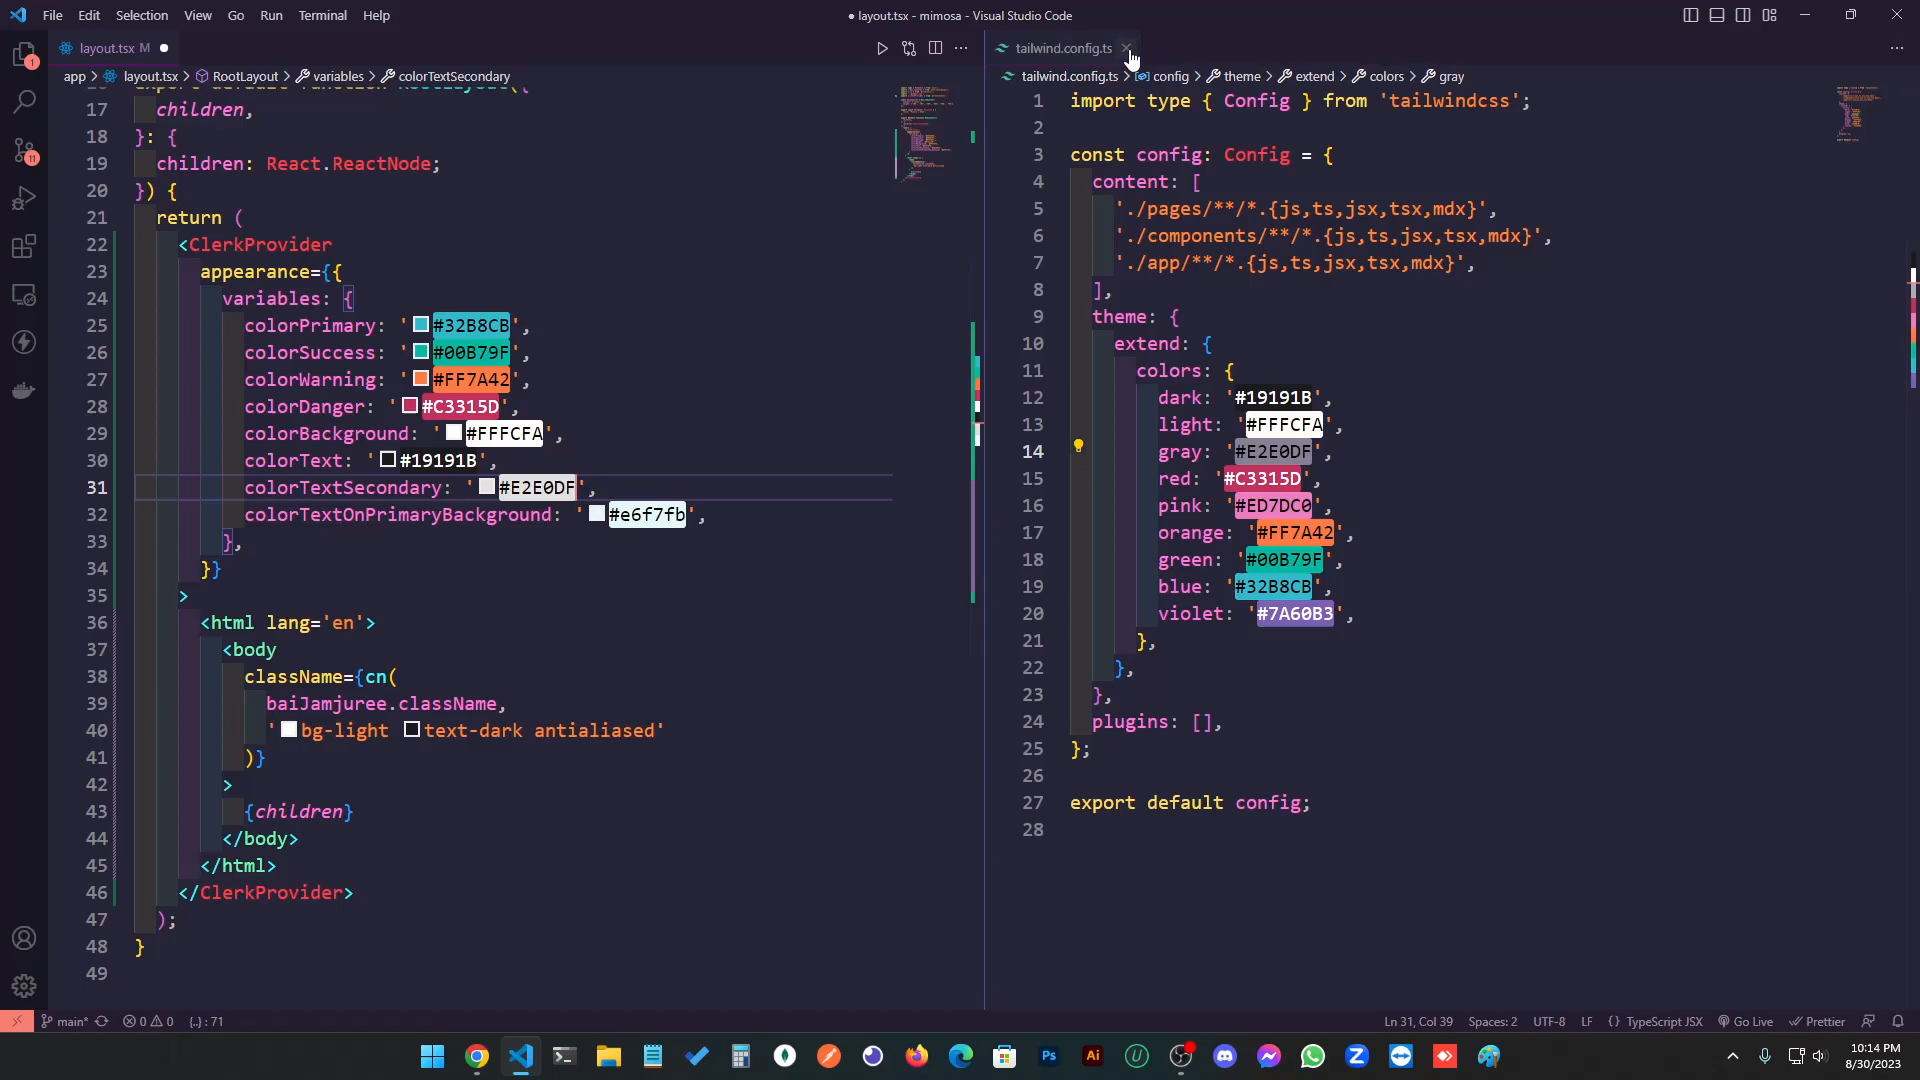 File Edit Selection View Go Run Terminal Help
● layout.tsx - mimosa - Visual Studio Code
layout.tsx M
tailwind.config.ts
app > layout.tsx > RootLayout > variables > colorTextSecondary
tailwind.config.ts > config > theme > extend > colors > gray
17 children,
18 }: {
19 children: React.ReactNode;
20 }) {
21 return (
22 <ClerkProvider
23 appearance={{
24 variables: {
25 colorPrimary: '#32B8CB',
26 colorSuccess: '#00B79F',
27 colorWarning: '#FF7A42',
28 colorDanger: '#C3315D',
29 colorBackground: '#FFFCFA',
30 colorText: '#19191B',
31 colorTextSecondary: '#E2E0DF',
32 colorTextOnPrimaryBackground: '#e6f7fb',
33 },
34 }}
35 >
36 <html lang='en'>
37 <body
38 className={cn(
39 baiJamjuree.className,
40 'bg-light text-dark antialiased'
41 )}
42 >
43 {children}
44 </body>
45 </html>
46 </ClerkProvider>
47 );
48 }
49
1 import type { Config } from 'tailwindcss';
2
3 const config: Config = {
4 content: [
5 './pages/**/*.{js,ts,jsx,tsx,mdx}',
6 './components/**/*.{js,ts,jsx,tsx,mdx}',
7 './app/**/*.{js,ts,jsx,tsx,mdx}',
8 ],
9 theme: {
10 extend: {
11 colors: {
12 dark: '#19191B',
13 light: '#FFFCFA',
14 gray: '#E2E0DF',
15 red: '#C3315D',
16 pink: '#ED7DC0',
17 orange: '#FF7A42',
18 green: '#00B79F',
19 blue: '#32B8CB',
20 violet: '#7A60B3',
21 },
22 },
23 },
24 plugins: [],
25 };
26
27 export default config;
28
1
11
main* 0 0 {..} : 71
Ln 31, Col 39 Spaces: 2 UTF-8 LF {} TypeScript JSX Go Live Prettier
Ps Ai U Z
10:14 PM
8/30/2023